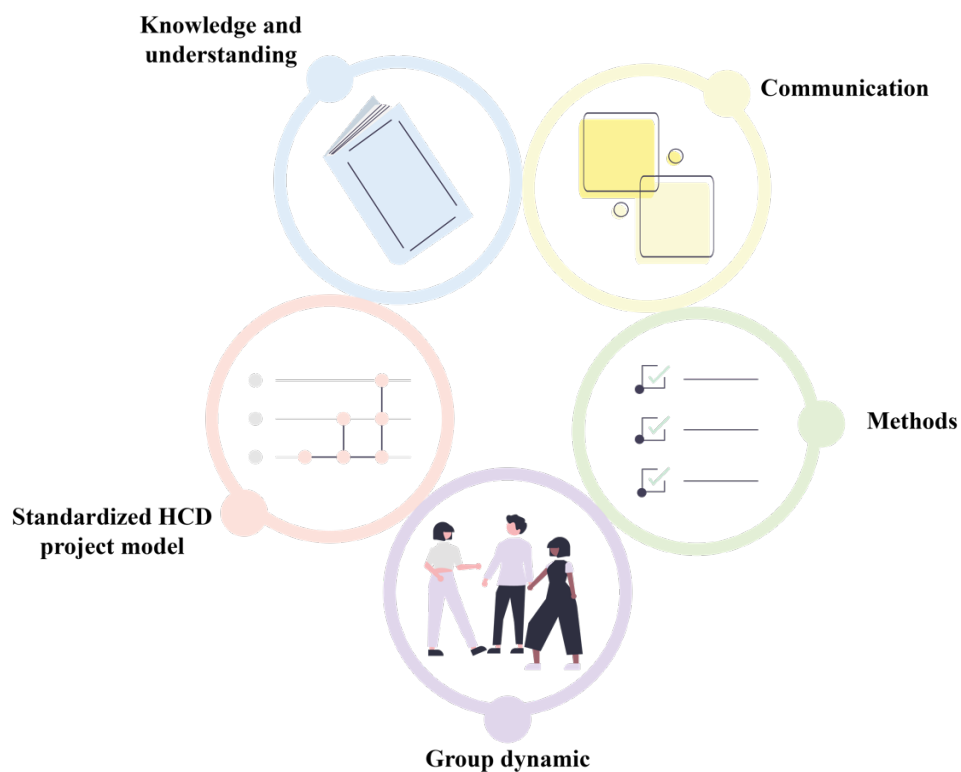 Knowledge and
understanding
Communication
Methods
Standardized HCD
project model
Group dynamic